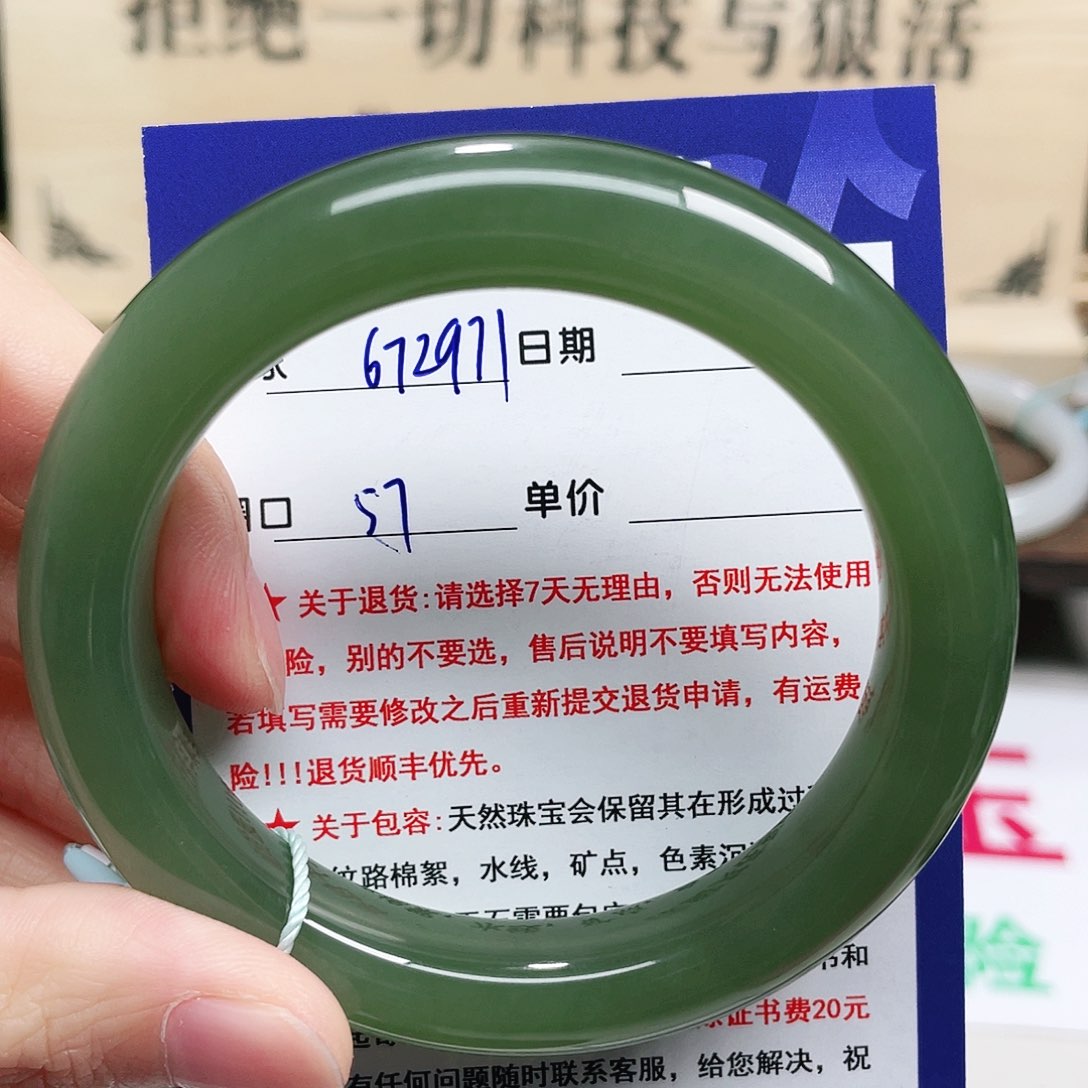 拒绝一切科技与狠活
672971 日期
圈口 57 单价
★ 关于退货:请选择7天无理由，否则无法使用
险，别的不要选，售后说明不要填写内容，
若填写需要修改之后重新提交退货申请，有运费
险!!!退货顺丰优先。
★ 关于包容:天然珠宝会保留其在形成过
纹路棉絮，水线，矿点，色素沉
书和
证书费20元
有任何问题随时联系客服，给您解决，祝
险